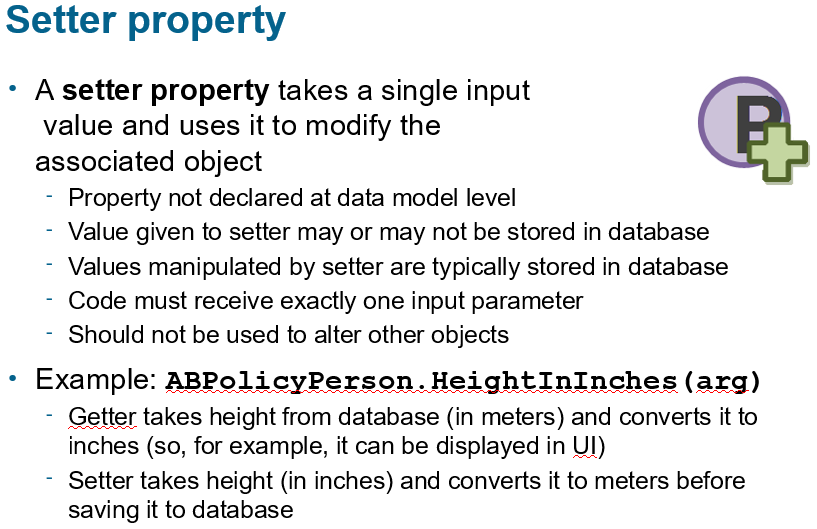 Setter property
• A setter property takes a single input
value and uses it to modify the
associated object
- Property not declared at data model level
- Value given to setter may or may not be stored in database
- Values manipulated by setter are typically stored in database
- Code must receive exactly one input parameter
- Should not be used to alter other objects
• Example: ABPolicyPerson.HeightInInches(arg)
- Getter takes height from database (in meters) and converts it to
inches (so, for example, it can be displayed in UI)
- Setter takes height (in inches) and converts it to meters before
saving it to database
P